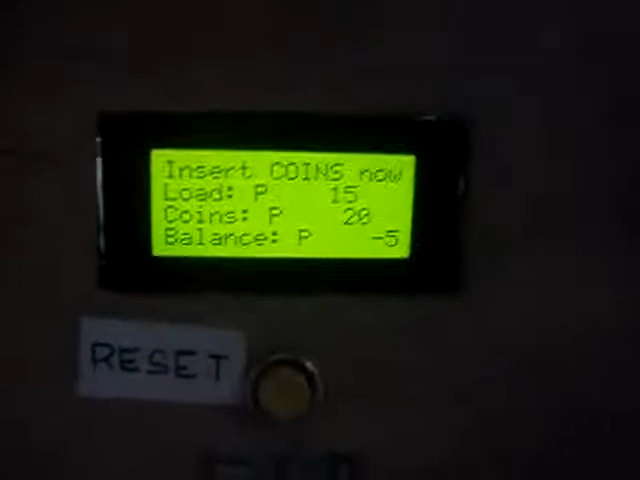 Insert COINS now
Load: P 15
Coins: P 20
Balance: P -5
RESET